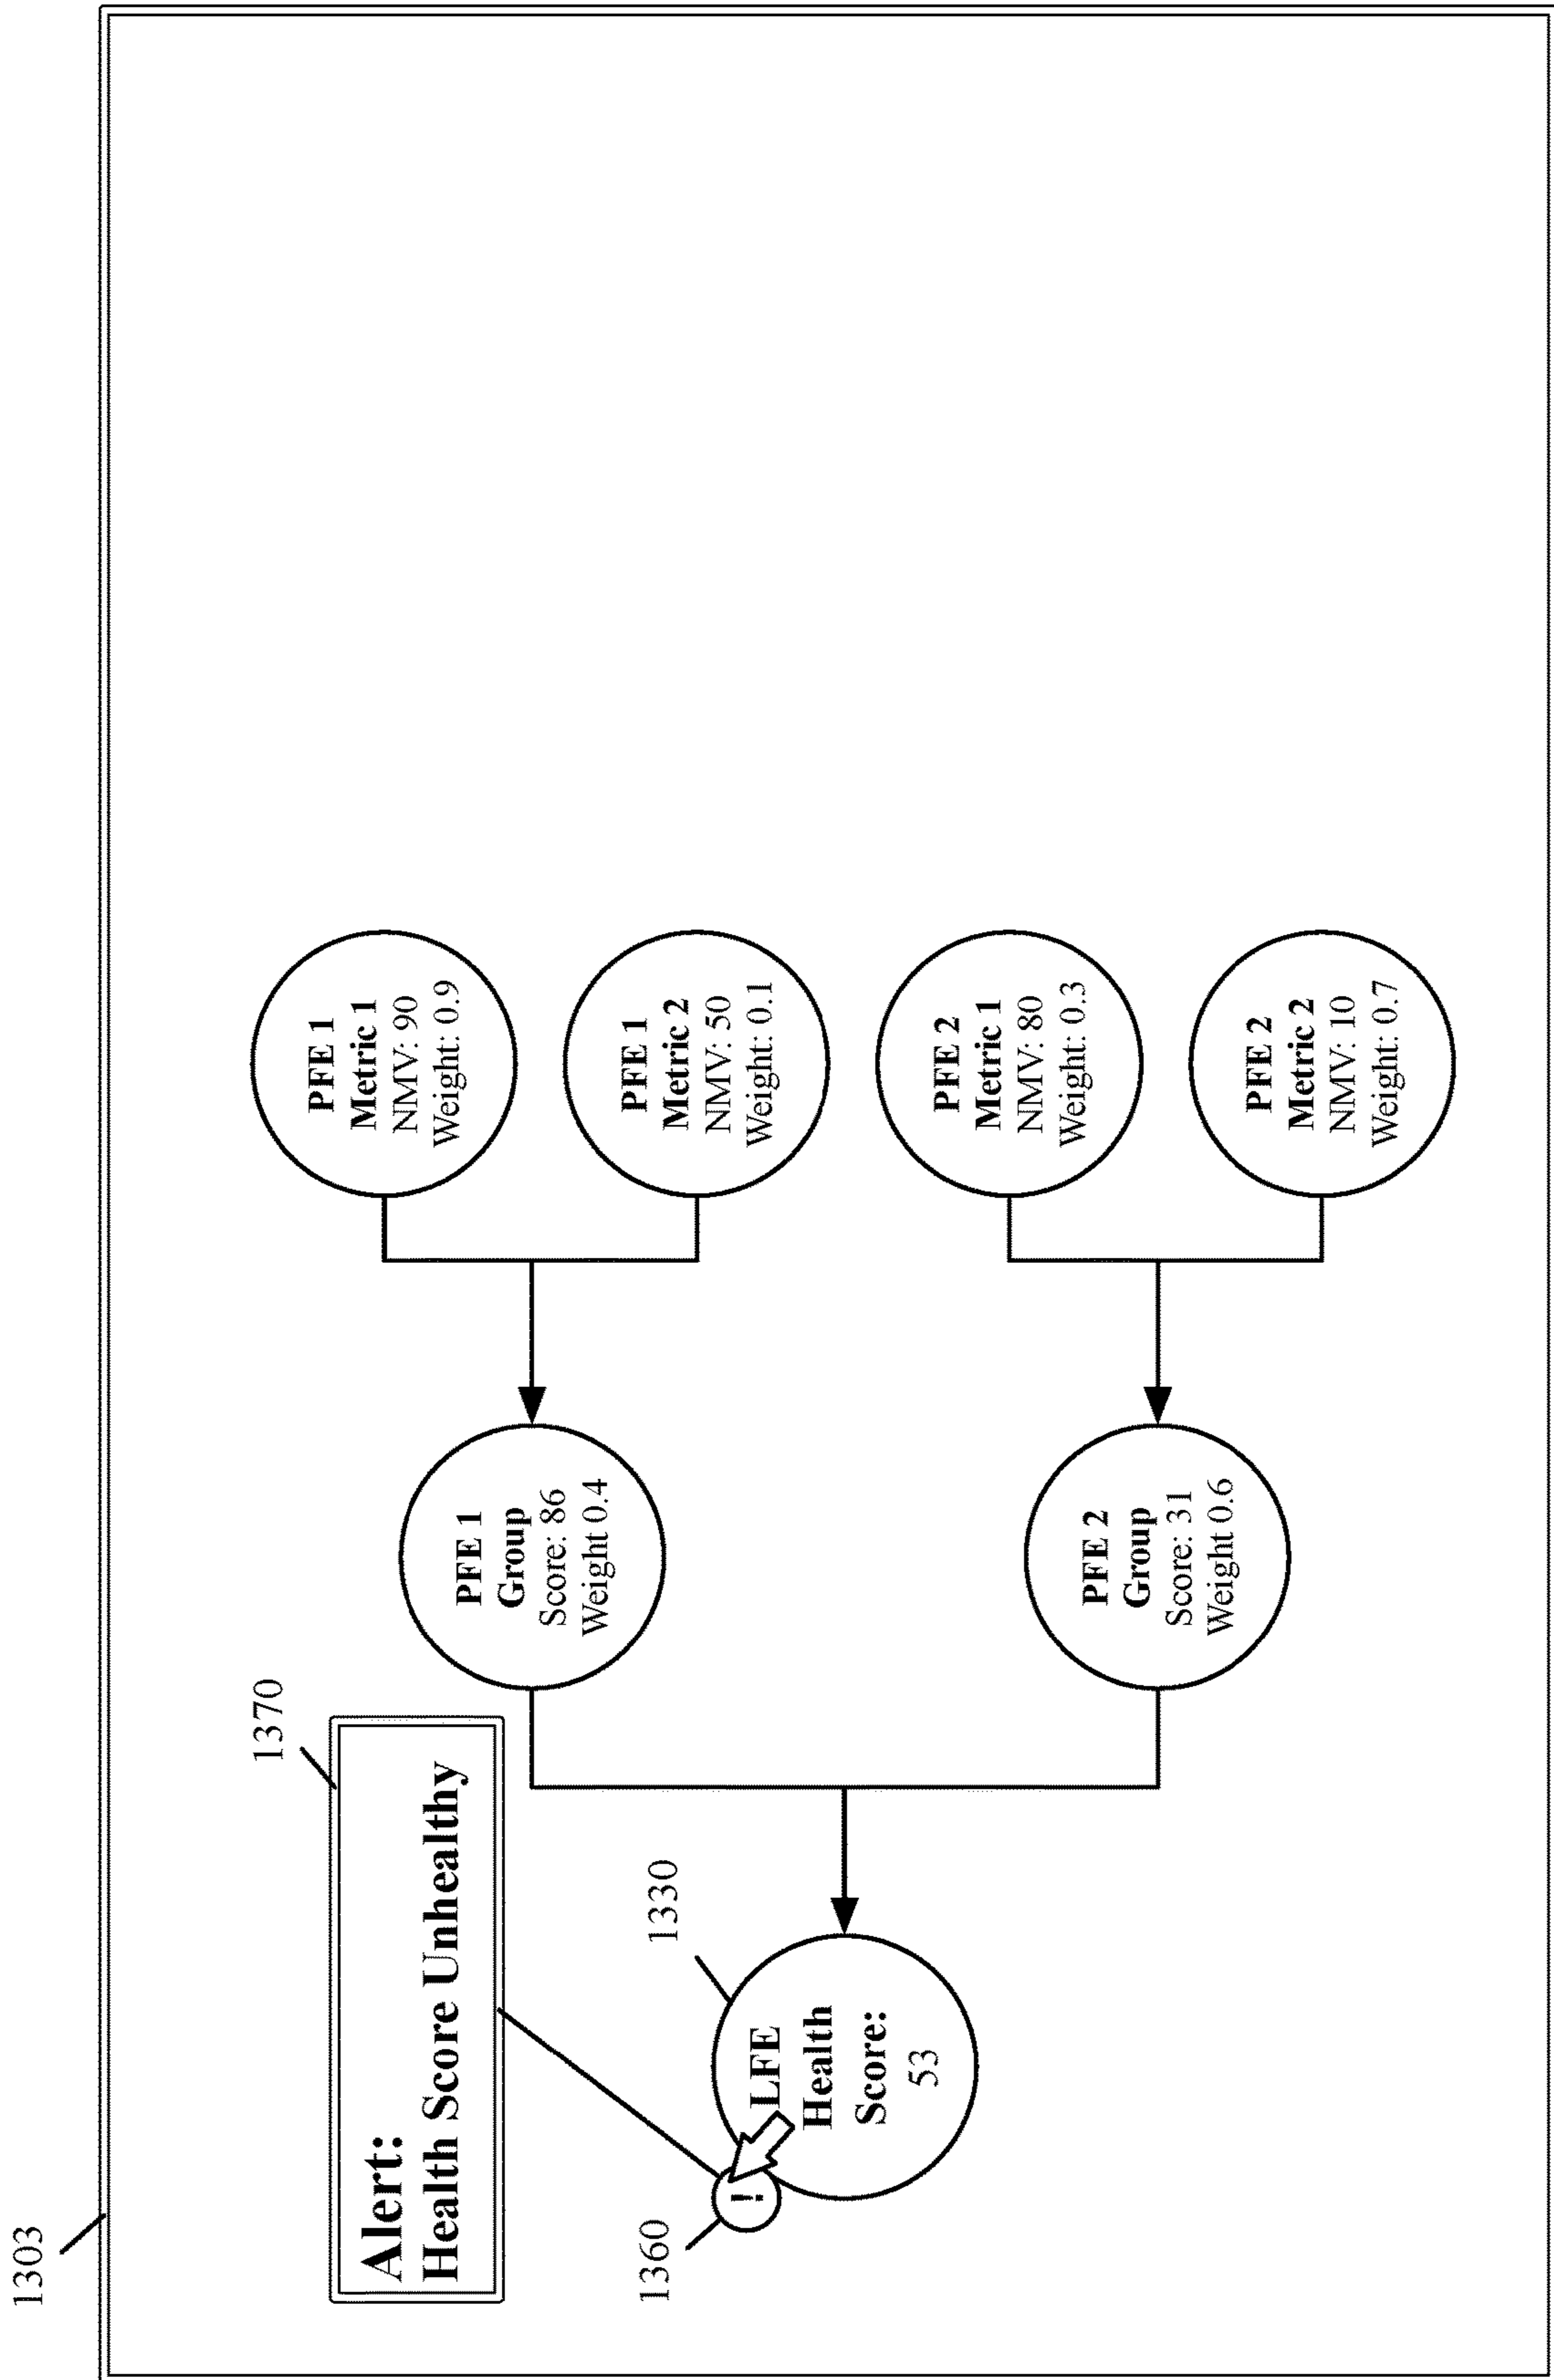 1303
1370
Alert:
Health Score Unhealthy
1360
!
1330
LFE
Health
Score:
53
PFE 1
Group
Score: 86
Weight 0.4
PFE 2
Group
Score: 31
Weight 0.6
PFE 1
Metric 1
NMV: 90
Weight: 0.9
PFE 1
Metric 2
NMV: 50
Weight: 0.1
PFE 2
Metric 1
NMV: 80
Weight: 0.3
PFE 2
Metric 2
NMV: 10
Weight: 0.7